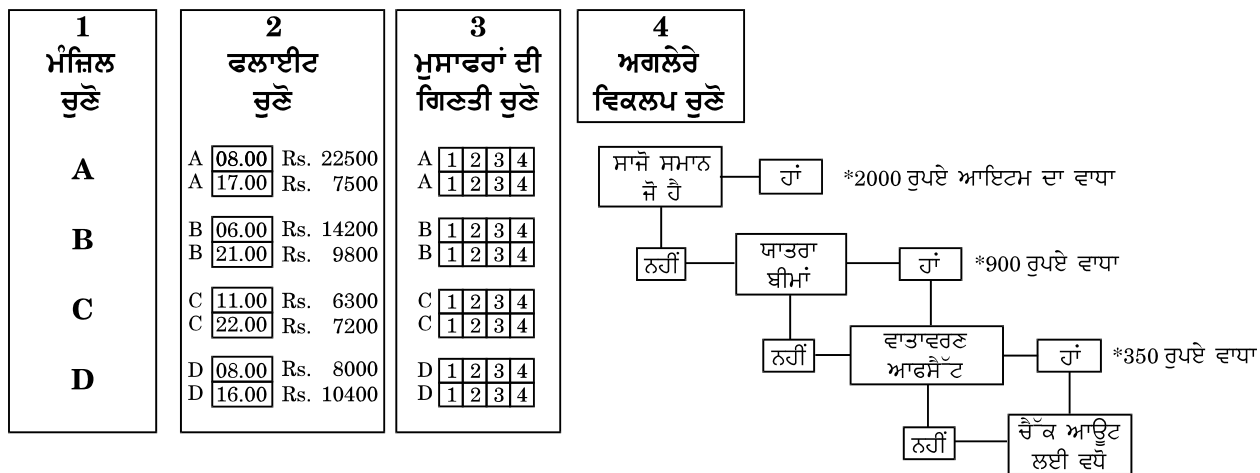 1
ਮੰਜ਼ਿਲ
ਚੁਣੋ
A
B
C
D
2
ਫਲਾਈਟ
ਚੁਣੋ
A 08.00 Rs. 22500
A 17.00 Rs. 7500
B 06.00 Rs. 14200
B 21.00 Rs. 9800
C 11.00 Rs. 6300
C 22.00 Rs. 7200
D 08.00 Rs. 8000
D 16.00 Rs. 10400
3
ਮੁਸਾਫਰਾਂ ਦੀ
ਗਿਣਤੀ ਚੁਣੋ
A 1 2 3 4
A 1 2 3 4
B 1 2 3 4
B 1 2 3 4
C 1 2 3 4
C 1 2 3 4
D 1 2 3 4
D 1 2 3 4
4
ਅਗਲੇਰੇ
ਵਿਕਲਪ ਚੁਣੋ
ਸਾਜੋ ਸਮਾਨ
ਜੋ ਹੈ
ਹਾਂ
*2000 ਰੁਪਏ ਆਇਟਮ ਦਾ ਵਾਧਾ
ਨਹੀਂ
ਯਾਤਰਾ
ਬੀਮਾਂ
ਹਾਂ
*900 ਰੁਪਏ ਵਾਧਾ
ਨਹੀਂ
ਵਾਤਾਵਰਣ
ਆਫਸੈੱਟ
ਹਾਂ
*350 ਰੁਪਏ ਵਾਧਾ
ਨਹੀਂ
ਚੈੱਕ ਆਊਟ
ਲਈ ਵਧੋ